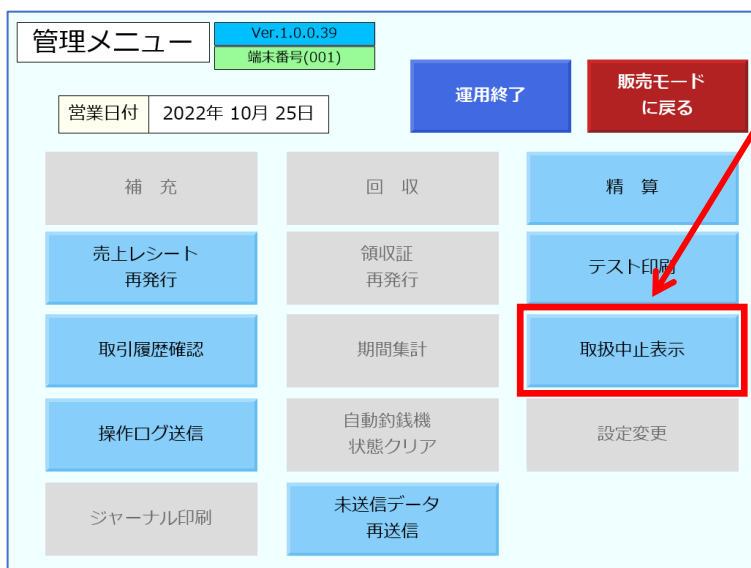 管理メニュー
Ver.1.0.0.39
端末番号(001)
営業日付 2022年 10月 25日
運用終了
販売モード
に戻る
補 充
回 収
精 算
売上レシート
再発行
領収証
再発行
テスト印刷
取引履歴確認
期間集計
取扱中止表示
操作ログ送信
自動釣銭機
状態クリア
設定変更
ジャーナル印刷
未送信データ
再送信